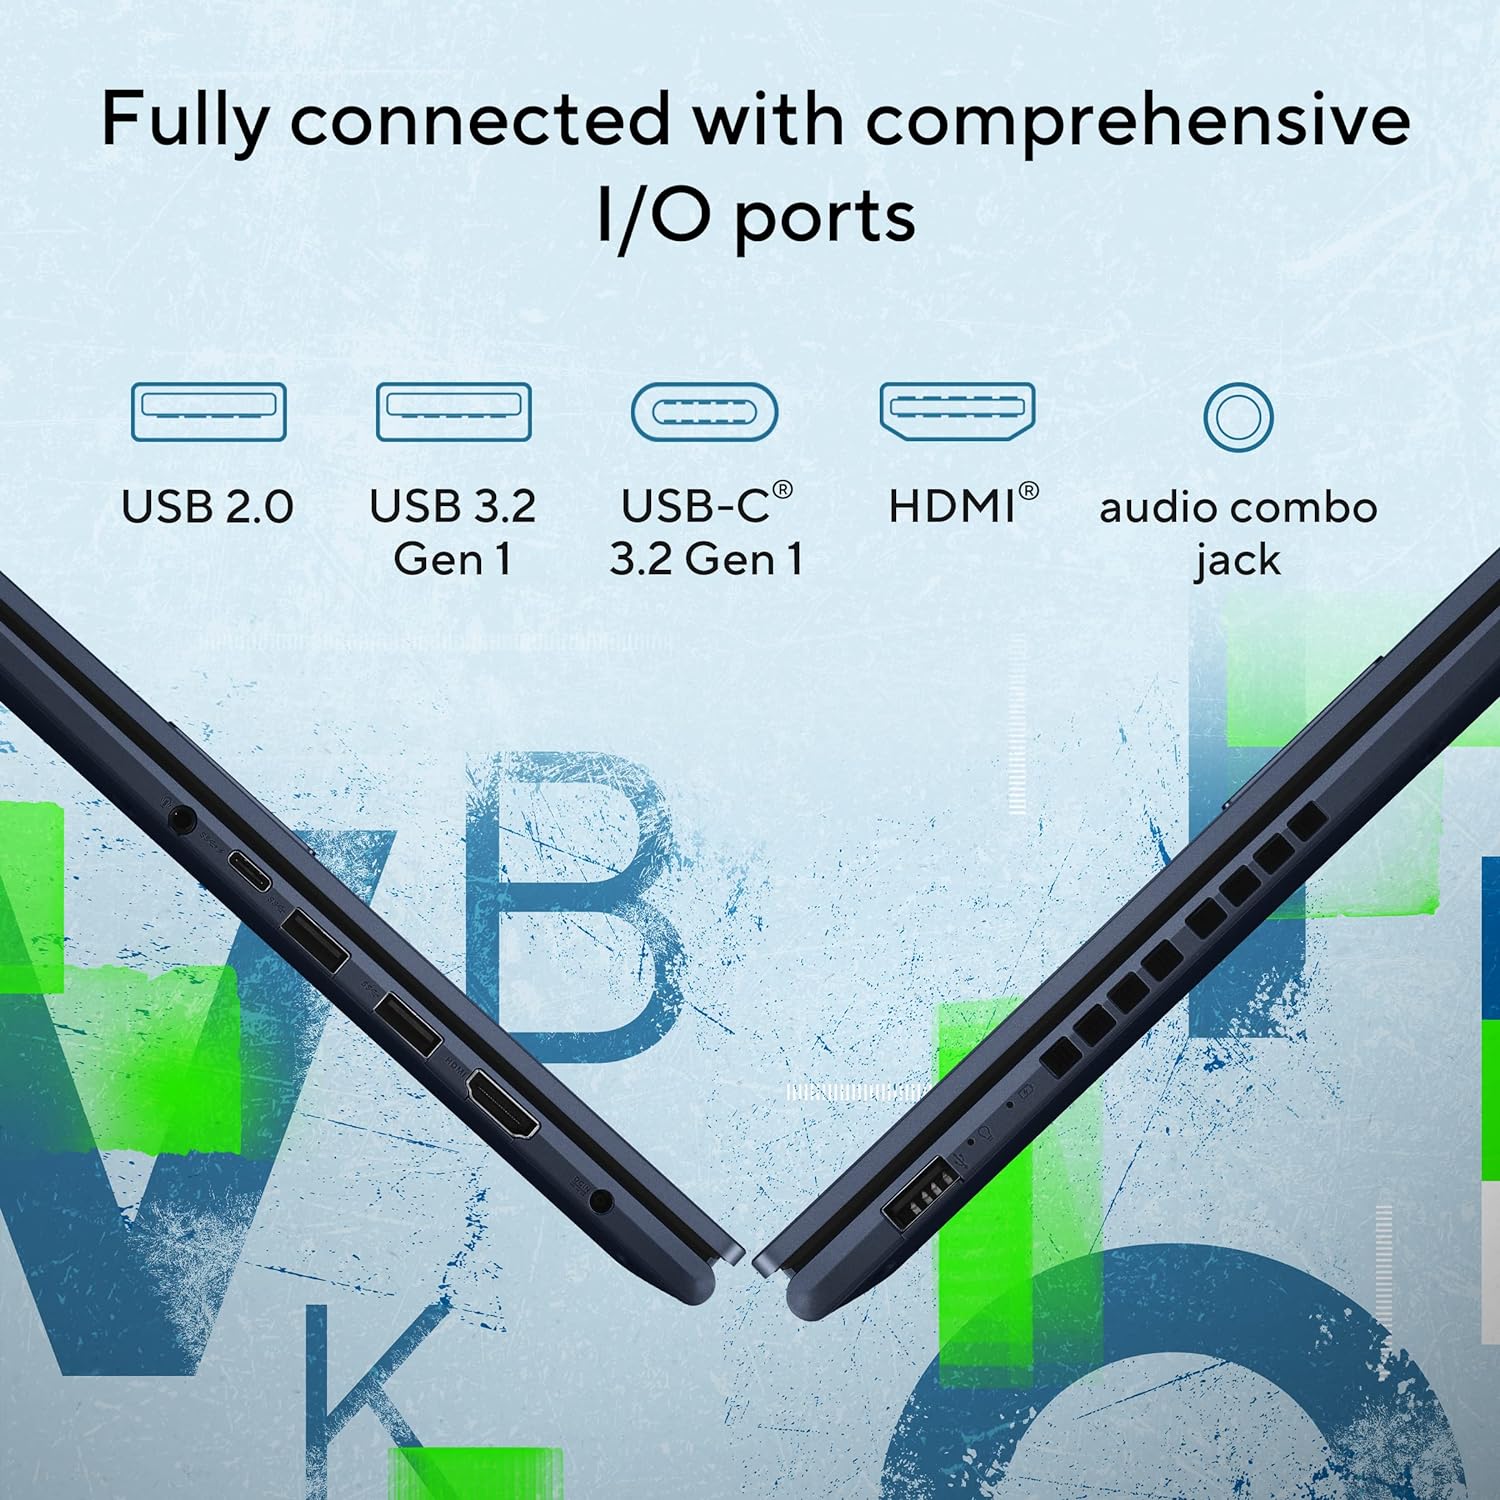 Fully connected with comprehensive
I/O ports
USB 2.0
USB 3.2
Gen 1
USB-C®
3.2 Gen 1
HDMI®
audio combo
jack
V
B
K
HDMI